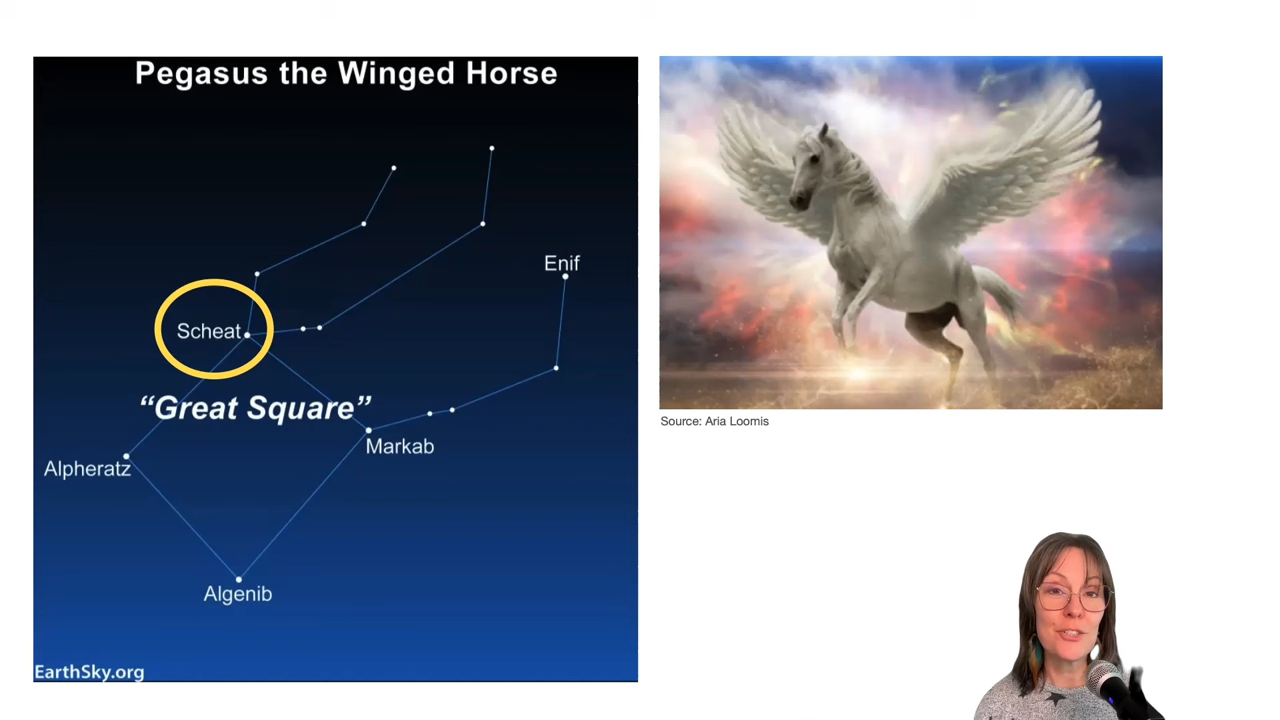 Pegasus the Winged Horse
Enif
Scheat
“Great Square”
Markab
Alpheratz
Algenib
EarthSky.org
Source: Aria Loomis